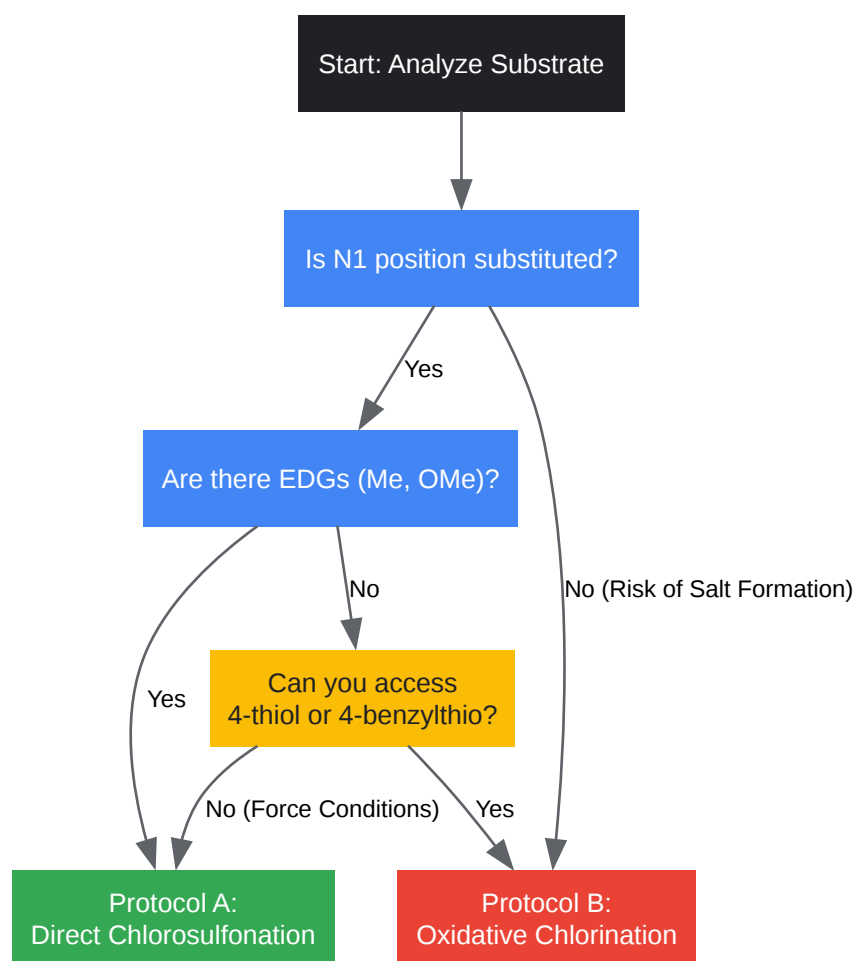 Start: Analyze Substrate
Is N1 position substituted?
Yes
Are there EDGs (Me, OMe)?
No
No (Risk of Salt Formation)
Can you access
4-thiol or 4-benzylthio?
Yes
No (Force Conditions)
Yes
Protocol A:
Direct Chlorosulfonation
Protocol B:
Oxidative Chlorination